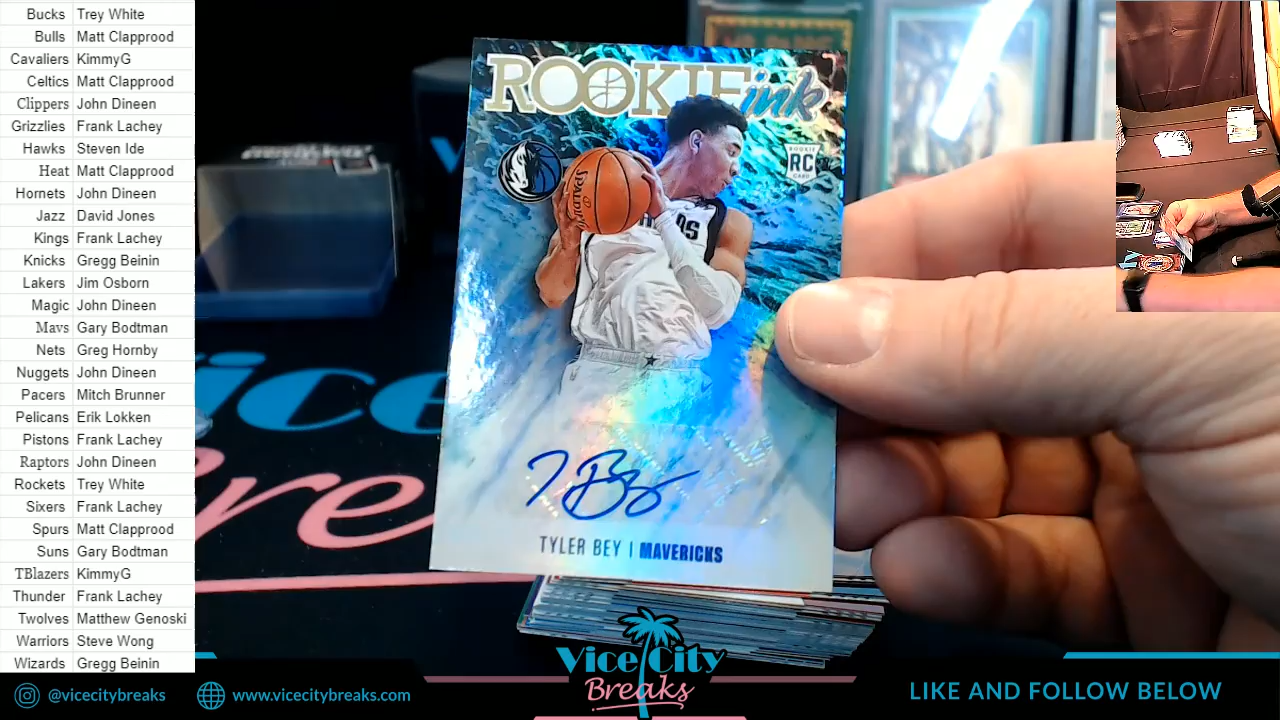 Bucks Trey White
Bulls Matt Clapprood
Cavaliers KimmyG
Celtics Matt Clapprood
Clippers John Dineen
Grizzlies Frank Lachey
Hawks Steven Ide
Heat Matt Clapprood
Hornets John Dineen
Jazz David Jones
Kings Frank Lachey
Knicks Gregg Beinin
Lakers Jim Osborn
Magic John Dineen
Mavs Gary Bodtman
Nets Greg Hornby
Nuggets John Dineen
Pacers Mitch Brunner
Pelicans Erik Lokken
Pistons Frank Lachey
Raptors John Dineen
Rockets Trey White
Sixers Frank Lachey
Spurs Matt Clapprood
Suns Gary Bodtman
TBlazers KimmyG
Thunder Frank Lachey
Twolves Matthew Genoski
Warriors Steve Wong
Wizards Gregg Beinin
ROOKIE ink
ROOKIE
RC
CARD
SPALDING
TYLER BEY | MAVERICKS
Vice City
Breaks
@vicecitybreaks
www.vicecitybreaks.com
LIKE AND FOLLOW BELOW